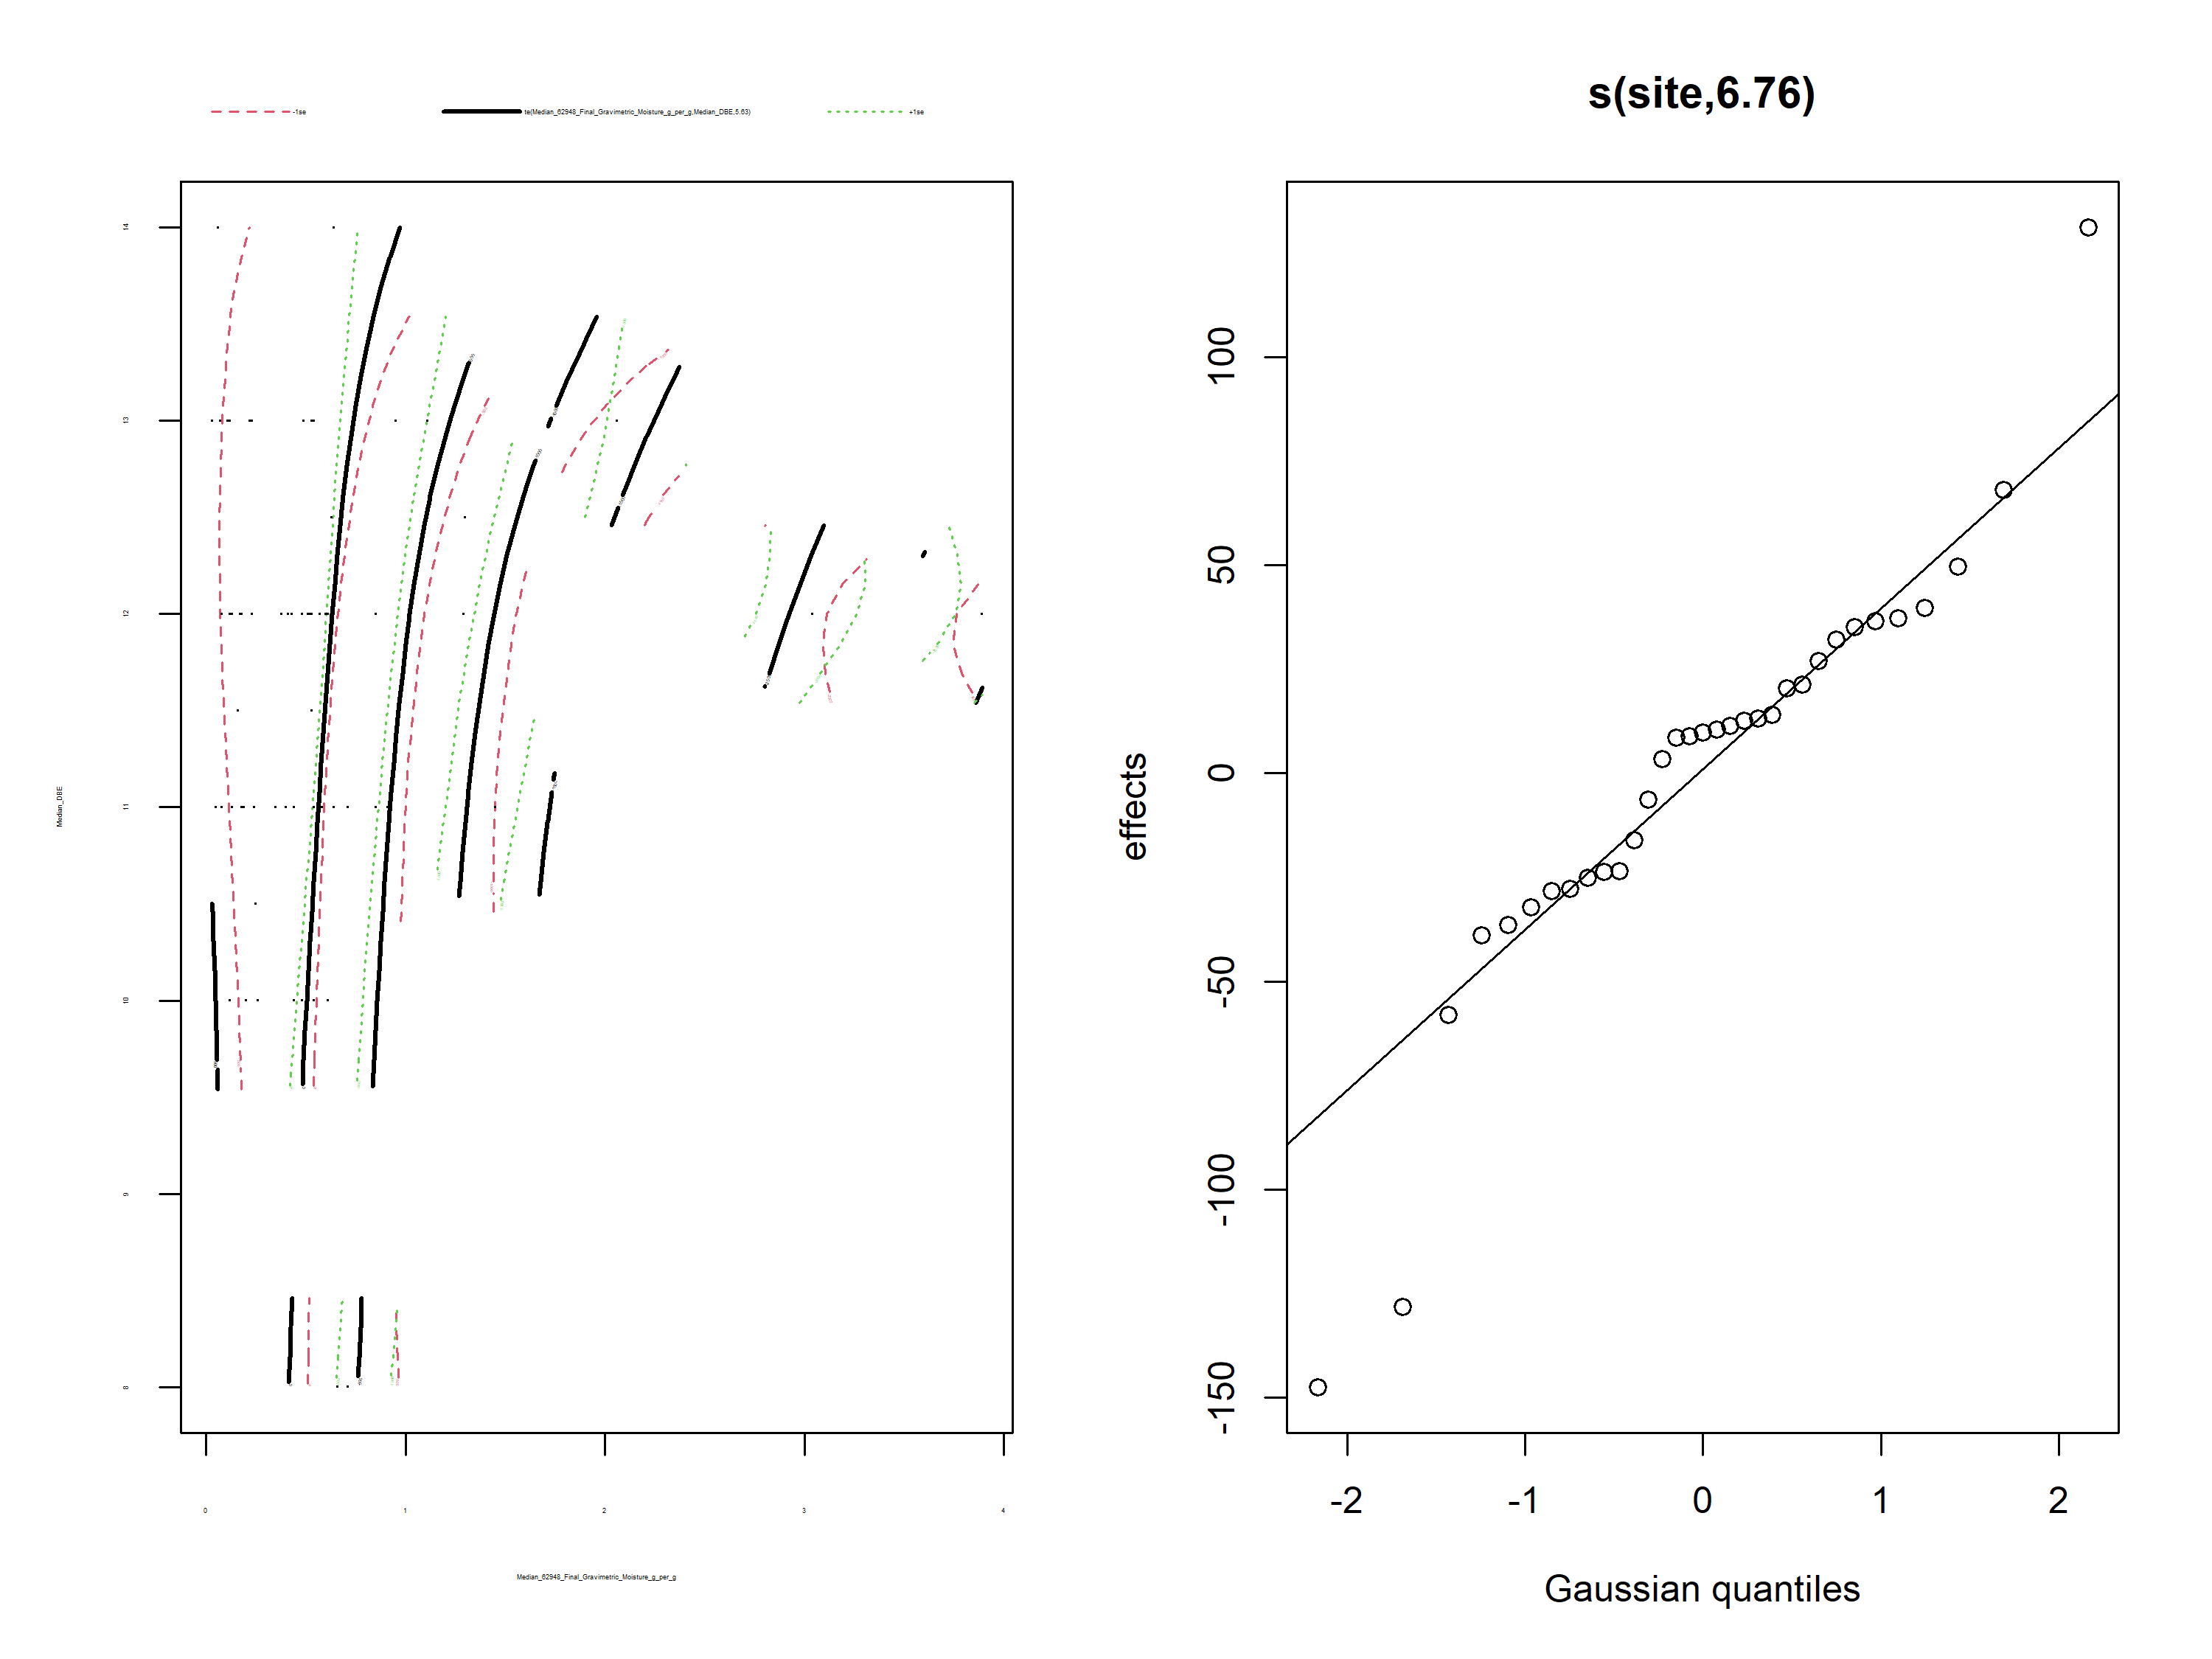 s(site,6.76)
-1se
te(Median_62948_Final_Gravimetric_Moisture_g_per_g,Median_DBE,5.63)
+1se
14
13
12
11
10
9
8
Median_DBE
0 1 2 3 4
Median_62948_Final_Gravimetric_Moisture_g_per_g
100
50
0
-50
-100
-150
effects
-2 -1 0 1 2
Gaussian quantiles